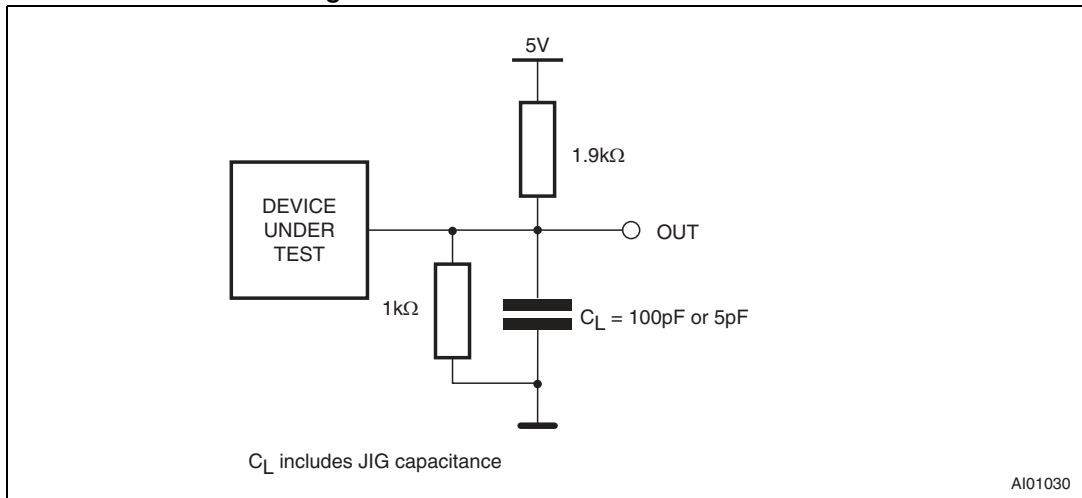 5V
1.9kΩ
DEVICE
UNDER
TEST
OUT
1kΩ
CL = 100pF or 5pF
CL includes JIG capacitance
AI01030